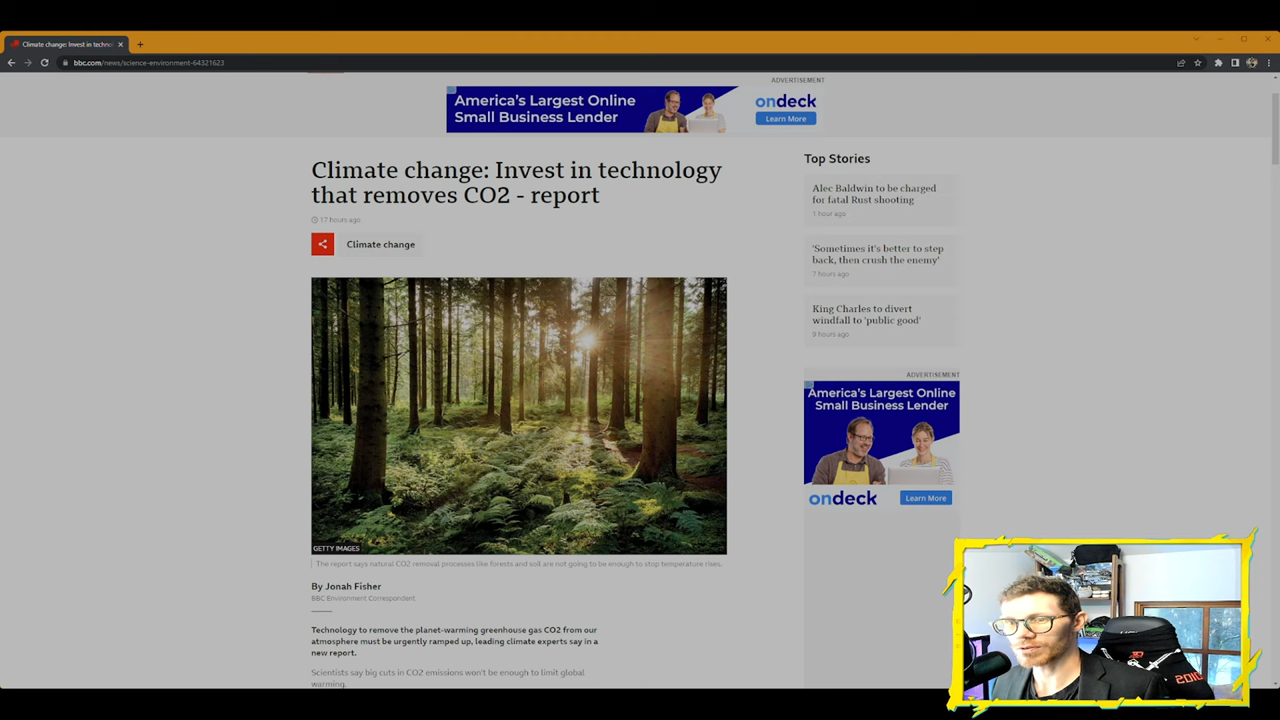 Climate change: Invest in techno
bbc.com/news/science-environment-64321623
ADVERTISEMENT
America's Largest Online
Small Business Lender
ondeck
Learn More
Climate change: Invest in technology
that removes CO2 - report
17 hours ago
Climate change
GETTY IMAGES
The report says natural CO2 removal processes like forests and soil are not going to be enough to stop temperature rises.
By Jonah Fisher
BBC Environment Correspondent
Technology to remove the planet-warming greenhouse gas CO2 from our
atmosphere must be urgently ramped up, leading climate experts say in a
new report.
Scientists say big cuts in CO2 emissions won't be enough to limit global
warming.
Top Stories
Alec Baldwin to be charged
for fatal Rust shooting
1 hour ago
'Sometimes it's better to step
back, then crush the enemy'
7 hours ago
King Charles to divert
windfall to 'public good'
9 hours ago
ADVERTISEMENT
America's Largest Online
Small Business Lender
ondeck
Learn More